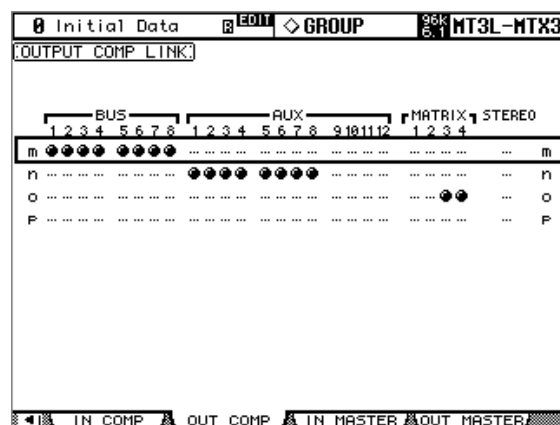 0 Initial Data R EDIT ◇GROUP 96k 6.1 MT3L-MTX3
OUTPUT COMP LINK
BUS AUX MATRIX STEREO
1 2 3 4 5 6 7 8 1 2 3 4 5 6 7 8 9 10 11 12 1 2 3 4
m m
n n
o o
P P
IN COMP OUT COMP IN MASTER OUT MASTER